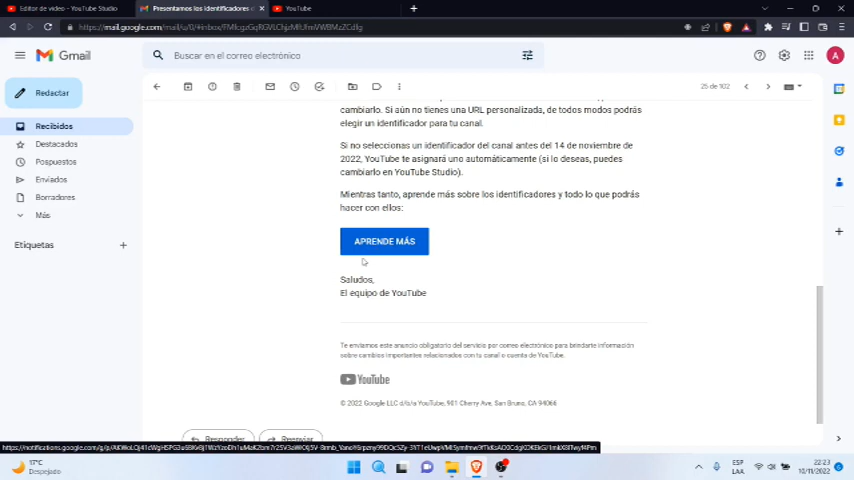 Editor de video - YouTube Studio
Presentamos los identificadores
YouTube
Gmail
Buscar en el correo electrónico
A
Redactar
25 de 102
Recibidos
Destacados
Pospuestos
Enviados
Borradores
Más
Etiquetas
cambiarlo. Si aún no tienes una URL personalizada, de todos modos podrás
elegir un identificador para tu canal.
Si no seleccionas un identificador del canal antes del 14 de noviembre de
2022, YouTube te asignará uno automáticamente (si lo deseas, puedes
cambiarlo en YouTube Studio).
Mientras tanto, aprende más sobre los identificadores y todo lo que podrás
hacer con ellos:
APRENDE MÁS
Saludos,
El equipo de YouTube
Te enviamos este anuncio obligatorio del servicio por correo electrónico para brindarte información
sobre cambios importantes relacionados con tu canal o cuenta de YouTube.
YouTube
© 2022 Google LLC d/b/a YouTube, 901 Cherry Ave, San Bruno, CA 94066
Responder
Reenviar
17°C
Despejado
ESP
LAA
22:23
10/11/2022